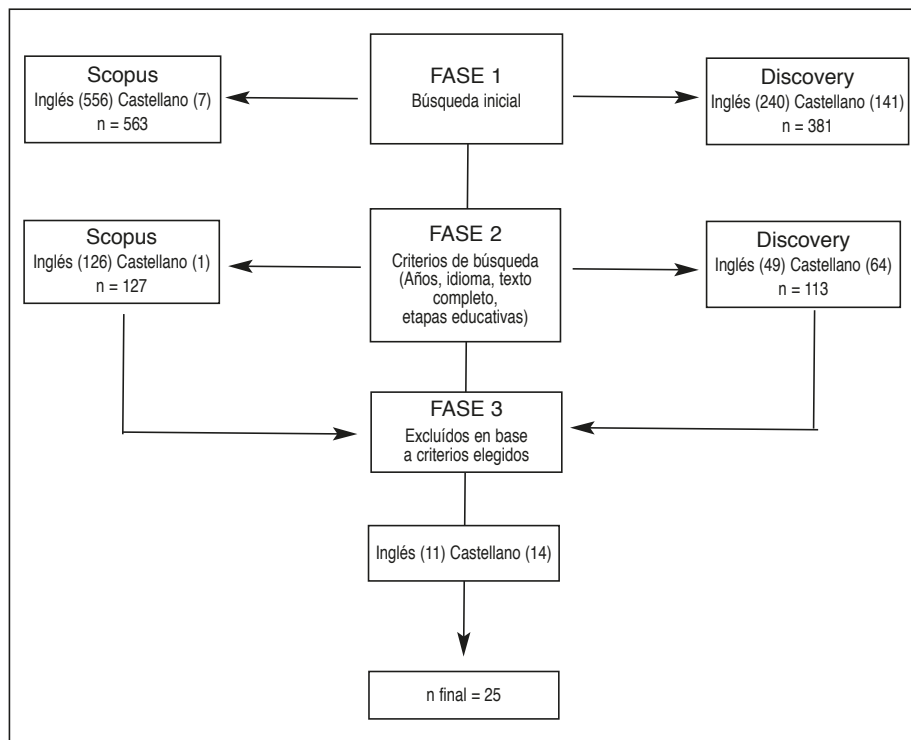 FASE 1
Búsqueda inicial
Scopus
Inglés (556) Castellano (7)
n = 563
Discovery
Inglés (240) Castellano (141)
n = 381
FASE 2
Criterios de búsqueda
(Años, idioma, texto
completo,
etapas educativas)
Scopus
Inglés (126) Castellano (1)
n = 127
Discovery
Inglés (49) Castellano (64)
n = 113
FASE 3
Excluídos en base
a criterios elegidos
Inglés (11) Castellano (14)
n final = 25